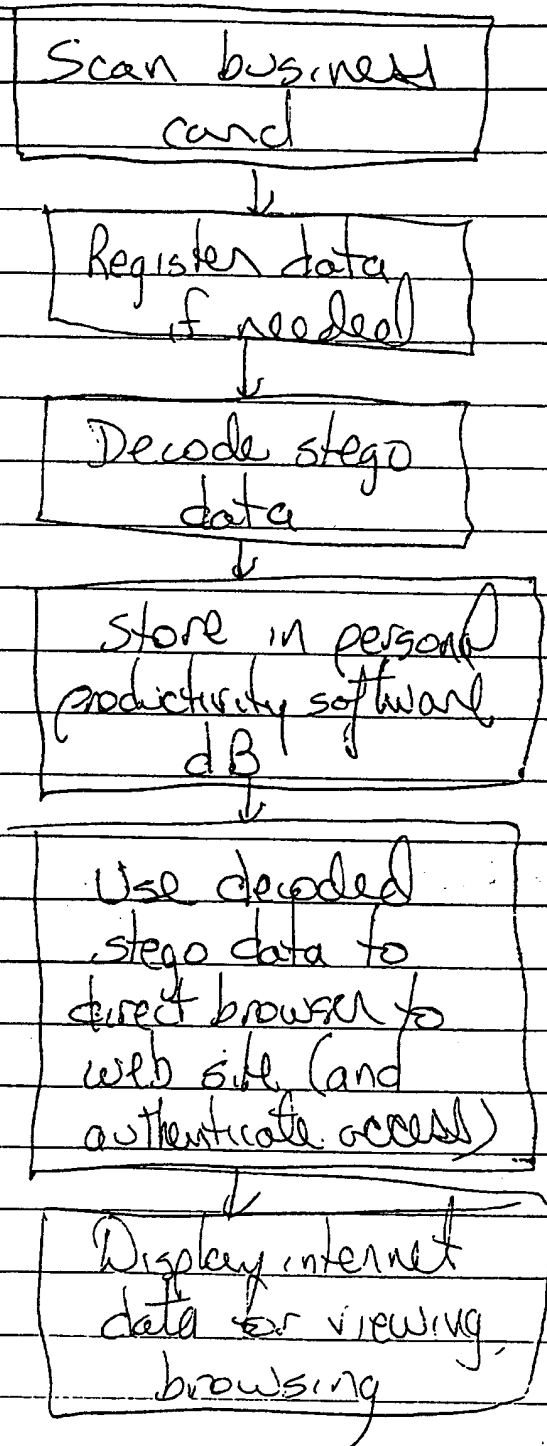 Scan business
card
Register data
if needed
Decode stego
data
Store in personal
productivity software
dB
Use decoded
stego data to
direct browser to
web site (and
authenticate access)
Display internet
data for viewing,
browsing